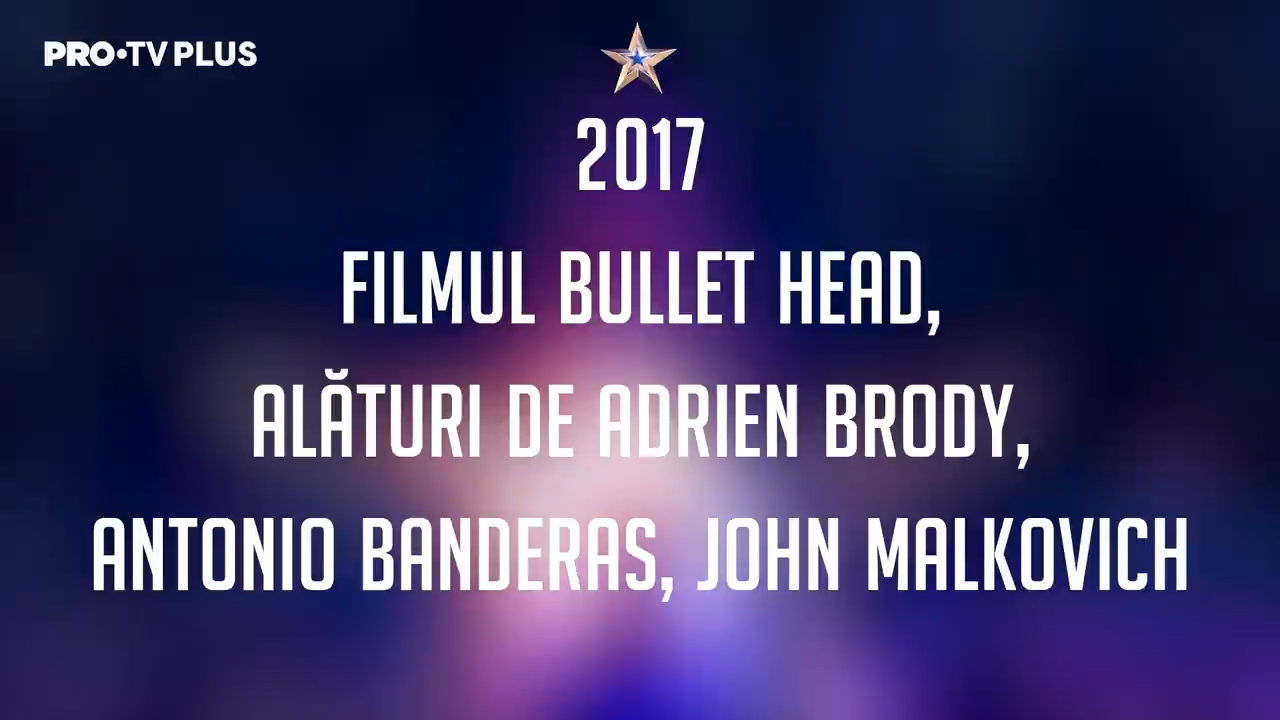 PRO•TV PLUS
2017
FILMUL BULLET HEAD,
ALĂTURI DE ADRIEN BRODY,
ANTONIO BANDERAS, JOHN MALKOVICH